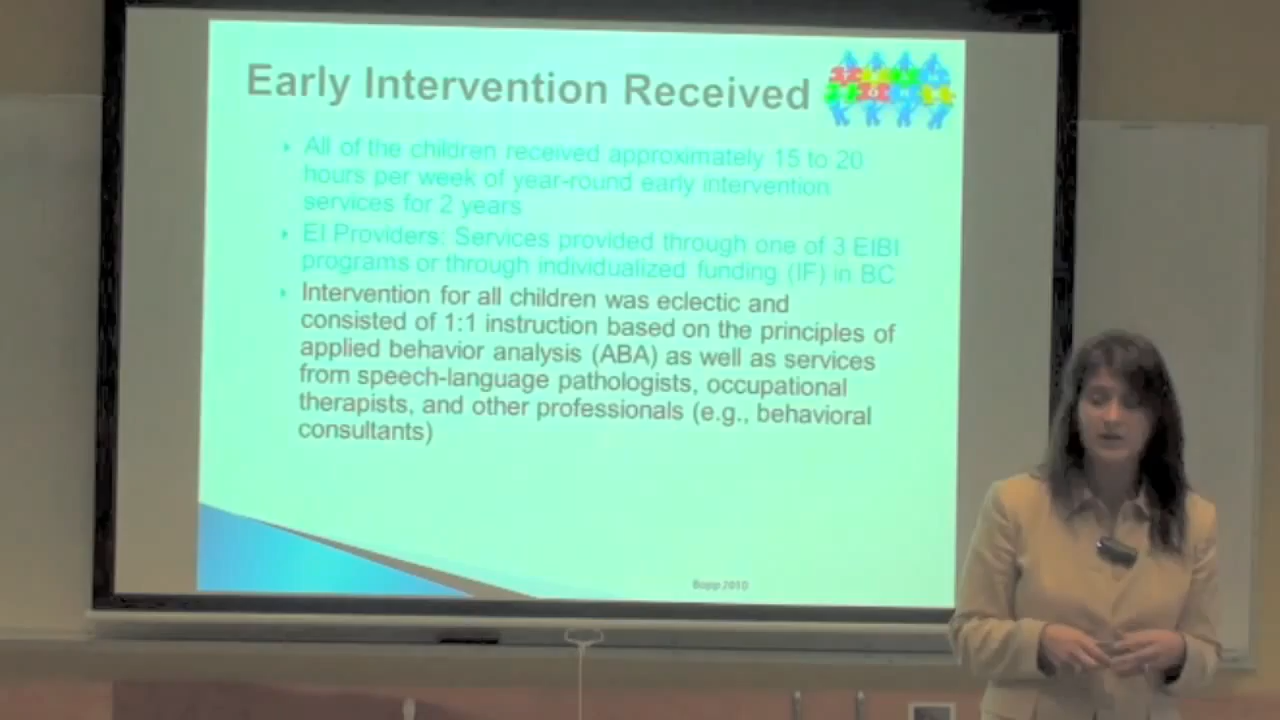 Early Intervention Received
All of the children received approximately 15 to 20
hours per week of year-round early intervention
services for 2 years
EI Providers: Services provided through one of 3 EIBI
programs or through individualized funding (IF) in BC
Intervention for all children was eclectic and
consisted of 1:1 instruction based on the principles of
applied behavior analysis (ABA) as well as services
from speech-language pathologists, occupational
therapists, and other professionals (e.g., behavioral
consultants)
Bopp 2010